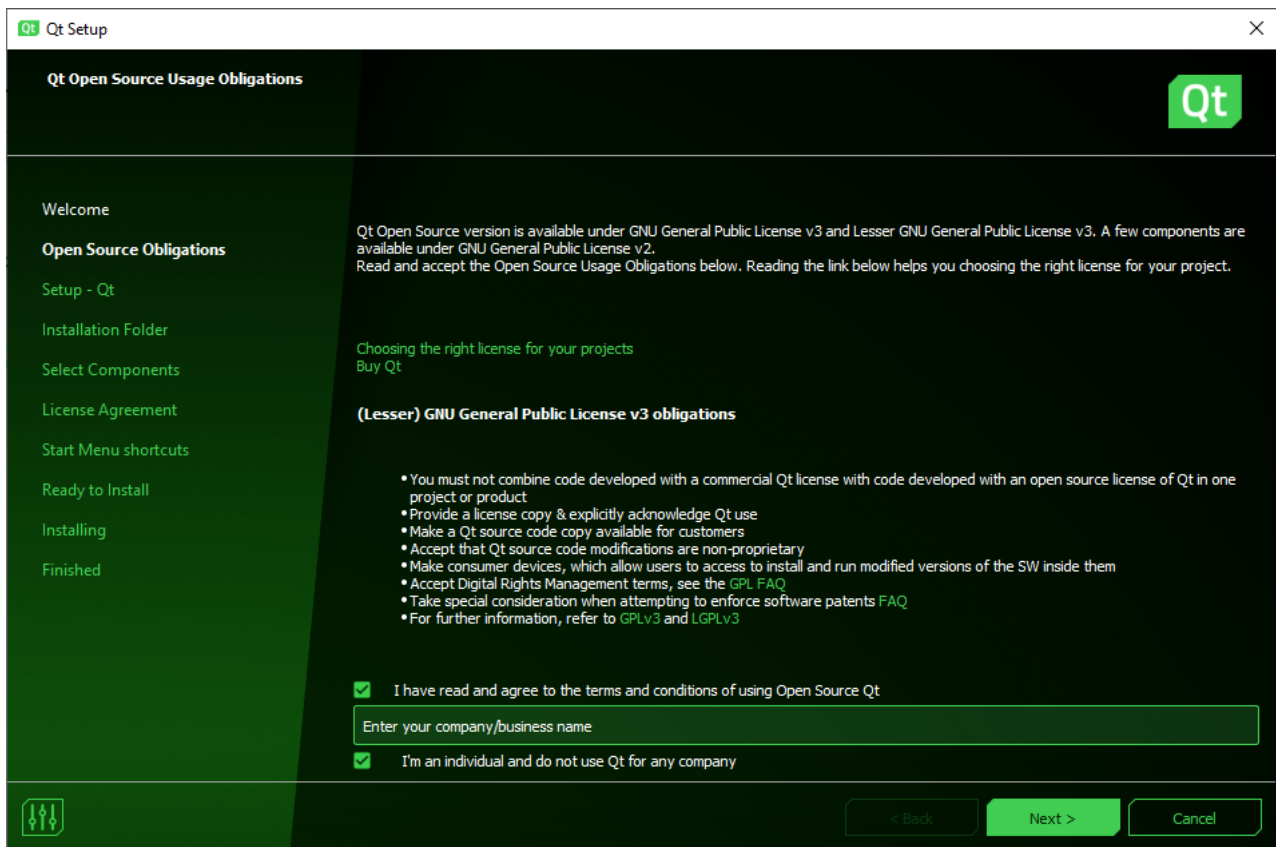 Qt Qt Setup
Qt Open Source Usage Obligations
Qt
Welcome
Open Source Obligations
Setup - Qt
Installation Folder
Select Components
License Agreement
Start Menu shortcuts
Ready to Install
Installing
Finished
Qt Open Source version is available under GNU General Public License v3 and Lesser GNU General Public License v3. A few components are
available under GNU General Public License v2.
Read and accept the Open Source Usage Obligations below. Reading the link below helps you choosing the right license for your project.
Choosing the right license for your projects
Buy Qt
(Lesser) GNU General Public License v3 obligations
• You must not combine code developed with a commercial Qt license with code developed with an open source license of Qt in one
project or product
• Provide a license copy & explicitly acknowledge Qt use
• Make a Qt source code copy available for customers
• Accept that Qt source code modifications are non-proprietary
• Make consumer devices, which allow users to access to install and run modified versions of the SW inside them
• Accept Digital Rights Management terms, see the GPL FAQ
• Take special consideration when attempting to enforce software patents FAQ
• For further information, refer to GPLv3 and LGPLv3
I have read and agree to the terms and conditions of using Open Source Qt
Enter your company/business name
I'm an individual and do not use Qt for any company
< Back
Next >
Cancel